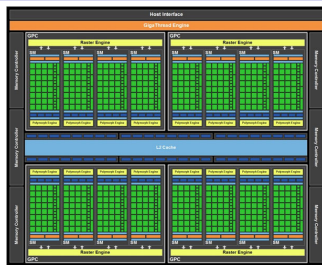 Host Interface
GigaThread Engine
GPC
GPC
Raster Engine
Raster Engine
SM SM SM SM
SM SM SM SM
Polymorph Engine Polymorph Engine Polymorph Engine Polymorph Engine
Polymorph Engine Polymorph Engine Polymorph Engine Polymorph Engine
Memory Controller
Memory Controller
Memory Controller
Memory Controller
Memory Controller
Memory Controller
L2 Cache
Polymorph Engine Polymorph Engine Polymorph Engine Polymorph Engine
Polymorph Engine Polymorph Engine Polymorph Engine Polymorph Engine
SM SM SM SM
SM SM SM SM
Raster Engine
Raster Engine
GPC
GPC